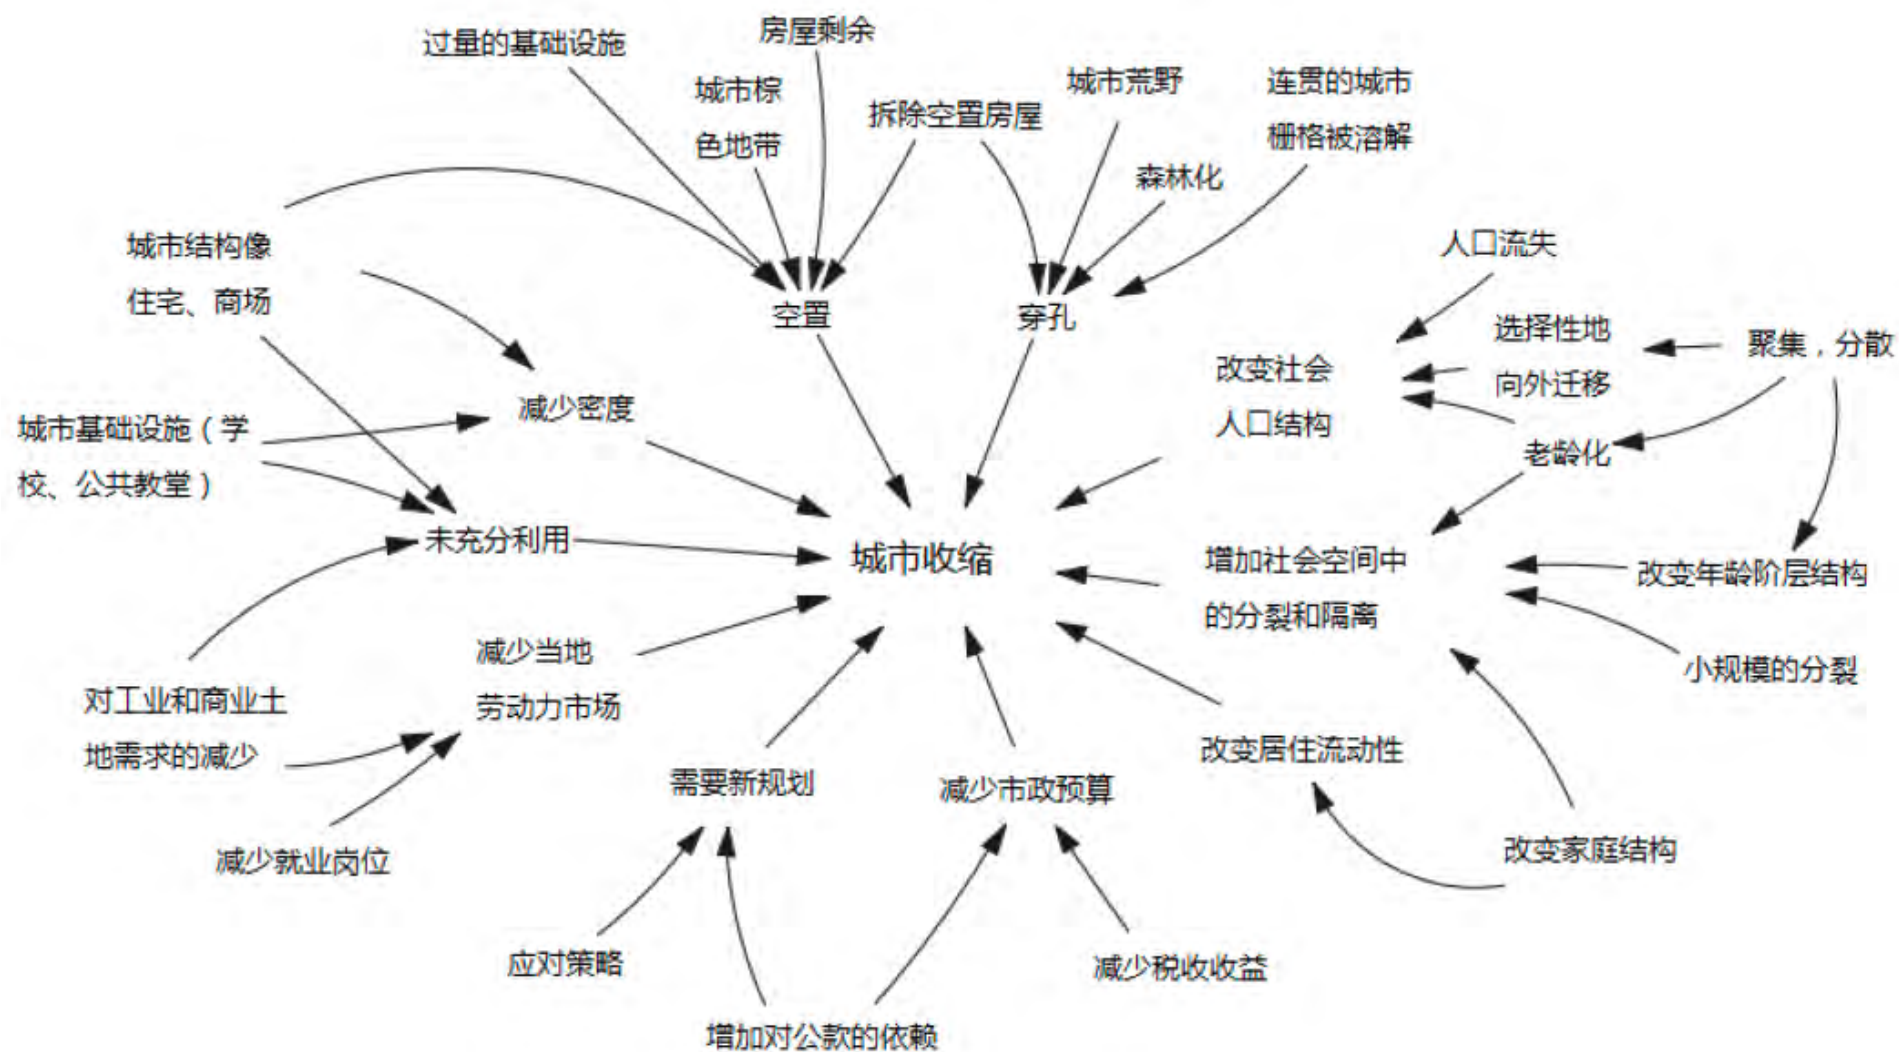 房屋剩余
过量的基础设施
城市棕
色地带
拆除空置房屋
城市荒野
连贯的城市
栅格被溶解
森林化
城市结构像
住宅、商场
人口流失
空置
穿孔
选择性地
向外迁移
聚集，分散
改变社会
人口结构
减少密度
城市基础设施（学
校、公共教堂）
老龄化
未充分利用
城市收缩
增加社会空间中
的分裂和隔离
改变年龄阶层结构
小规模的分裂
减少当地
劳动力市场
对工业和商业土
地需求的减少
需要新规划
减少市政预算
改变居住流动性
减少就业岗位
改变家庭结构
应对策略
减少税收收益
增加对公款的依赖